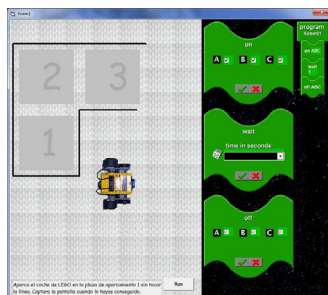 Form1
2 3
1
Aparca el coche de LEGO en la plaza de aparcamiento 1 sin tocar
la línea. Captura la pantalla cuando lo hayas conseguido.
Run
on
A B C
wait
time in seconds
off
A B C
program
on ABC
wait
1
off ABC